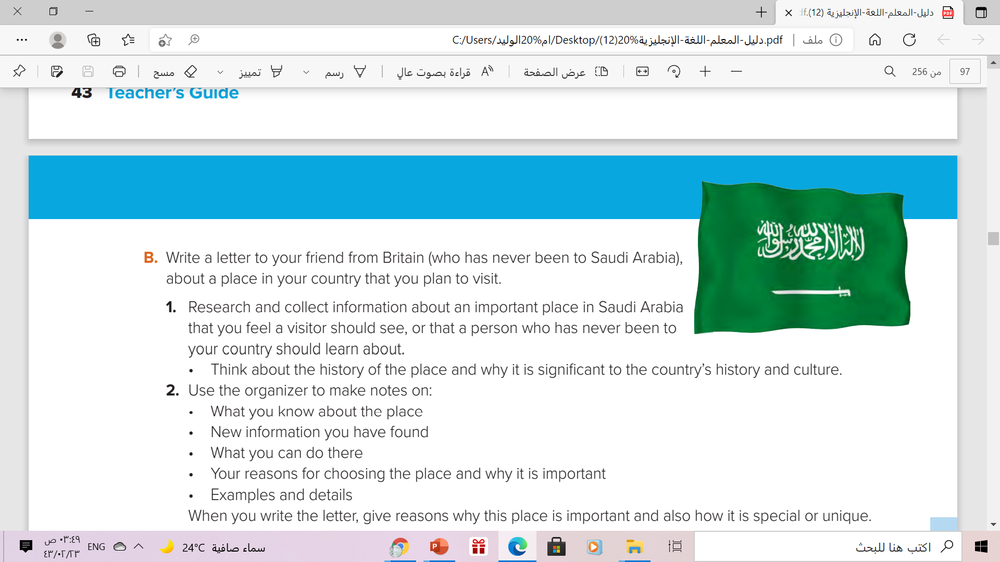 دليل-المعلم-اللغة-الإنجليزية (12).
C:/Users/ام%20الوليد/Desktop/دليل-المعلم-اللغة-الإنجليزية%20(12).pdf
ملف
مسح
تمييز
رسم
قراءة بصوت عالٍ
عرض الصفحة
من 256
97
43 Teacher's Guide
لا اله الا الله محمد رسول الله
B. Write a letter to your friend from Britain (who has never been to Saudi Arabia),
about a place in your country that you plan to visit.
1. Research and collect information about an important place in Saudi Arabia
that you feel a visitor should see, or that a person who has never been to
your country should learn about.
• Think about the history of the place and why it is significant to the country's history and culture.
2. Use the organizer to make notes on:
• What you know about the place
• New information you have found
• What you can do there
• Your reasons for choosing the place and why it is important
• Examples and details
When you write the letter, give reasons why this place is important and also how it is special or unique.
٠٣:٤٩ ص
٤٣/٠٢/٢٣
ENG
24°C سماء صافية
اكتب هنا للبحث